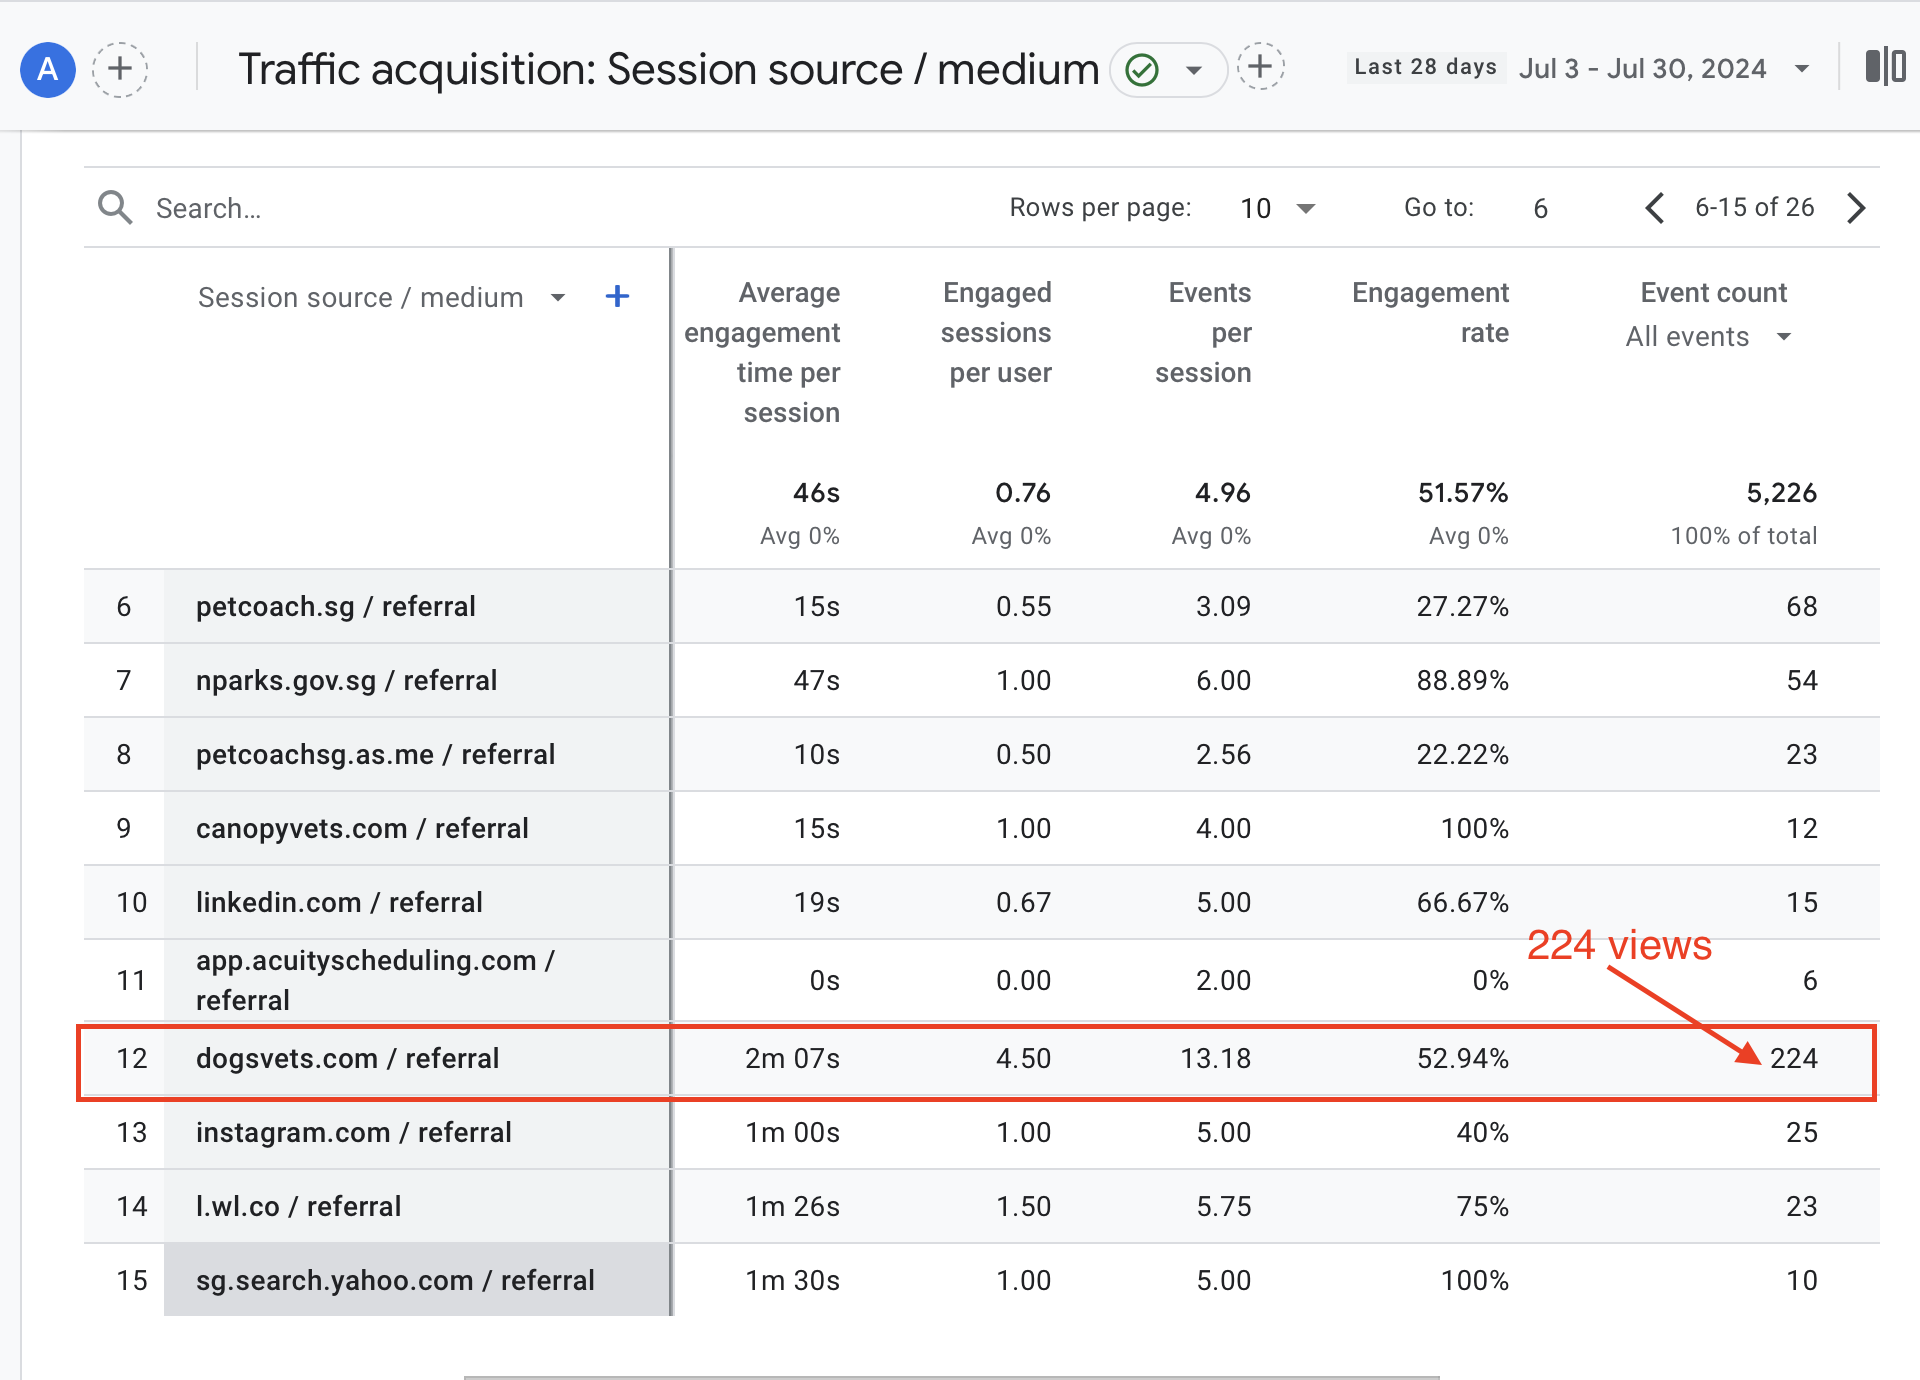 A
Traffic acquisition: Session source / medium
Last 28 days Jul 3 - Jul 30, 2024
Search...
Rows per page: 10 Go to: 6 6-15 of 26
Session source / medium +
Average engagement time per session
Engaged sessions per user
Events per session
Engagement rate
Event count
All events
46s 0.76 4.96 51.57% 5,226
Avg 0% Avg 0% Avg 0% Avg 0% 100% of total
6 petcoach.sg / referral 15s 0.55 3.09 27.27% 68
7 nparks.gov.sg / referral 47s 1.00 6.00 88.89% 54
8 petcoachsg.as.me / referral 10s 0.50 2.56 22.22% 23
9 canopyvets.com / referral 15s 1.00 4.00 100% 12
10 linkedin.com / referral 19s 0.67 5.00 66.67% 15
224 views
11 app.acuityscheduling.com / referral 0s 0.00 2.00 0% 6
12 dogsvets.com / referral 2m 07s 4.50 13.18 52.94% 224
13 instagram.com / referral 1m 00s 1.00 5.00 40% 25
14 l.wl.co / referral 1m 26s 1.50 5.75 75% 23
15 sg.search.yahoo.com / referral 1m 30s 1.00 5.00 100% 10